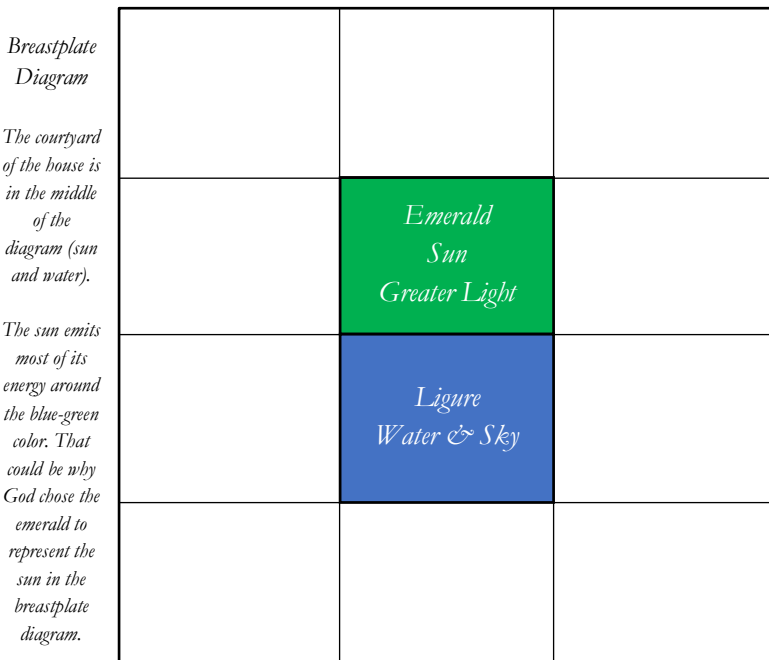 Breastplate
Diagram
The courtyard
of the house is
in the middle
of the
diagram (sun
and water).
The sun emits
most of its
energy around
the blue-green
color. That
could be why
God chose the
emerald to
represent the
sun in the
breastplate
diagram.
Emerald
Sun
Greater Light
Ligure
Water & Sky